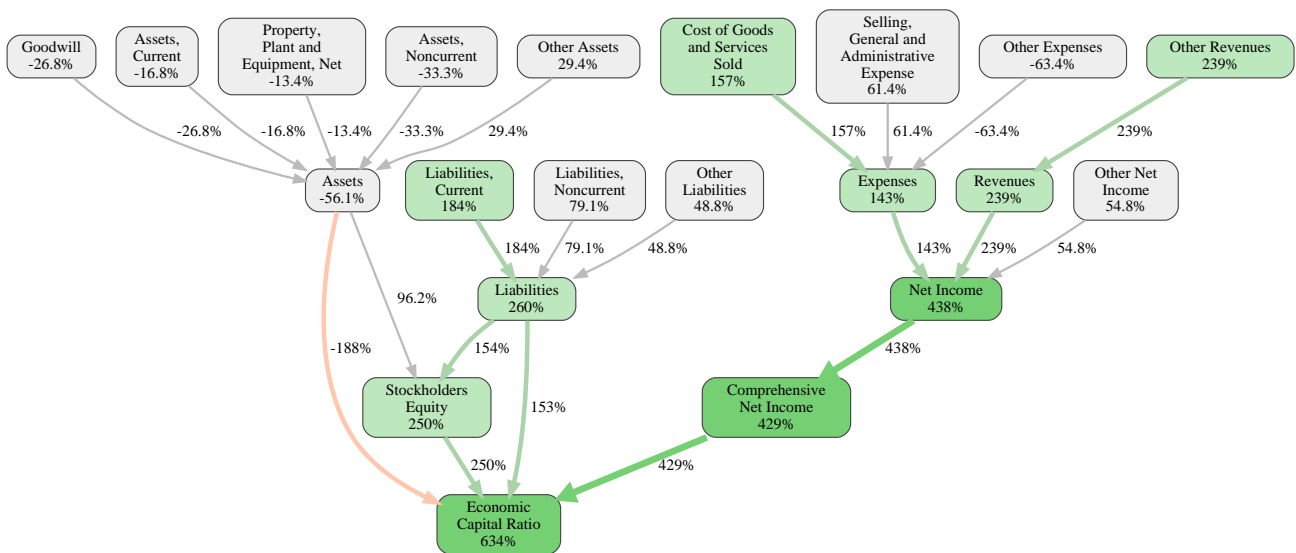 Goodwill
-26.8%
Assets,
Current
-16.8%
Property,
Plant and
Equipment, Net
-13.4%
Assets,
Noncurrent
-33.3%
Other Assets
29.4%
Cost of Goods
and Services
Sold
157%
Selling,
General and
Administrative
Expense
61.4%
Other Expenses
-63.4%
Other Revenues
239%
-26.8%
-16.8%
-13.4%
-33.3%
29.4%
157%
61.4%
-63.4%
239%
Assets
-56.1%
Liabilities,
Current
184%
Liabilities,
Noncurrent
79.1%
Other
Liabilities
48.8%
Expenses
143%
Revenues
239%
Other Net
Income
54.8%
184%
79.1%
48.8%
143%
239%
54.8%
Liabilities
260%
Net Income
438%
96.2%
-188%
154%
153%
438%
Stockholders
Equity
250%
Comprehensive
Net Income
429%
250%
429%
Economic
Capital Ratio
634%